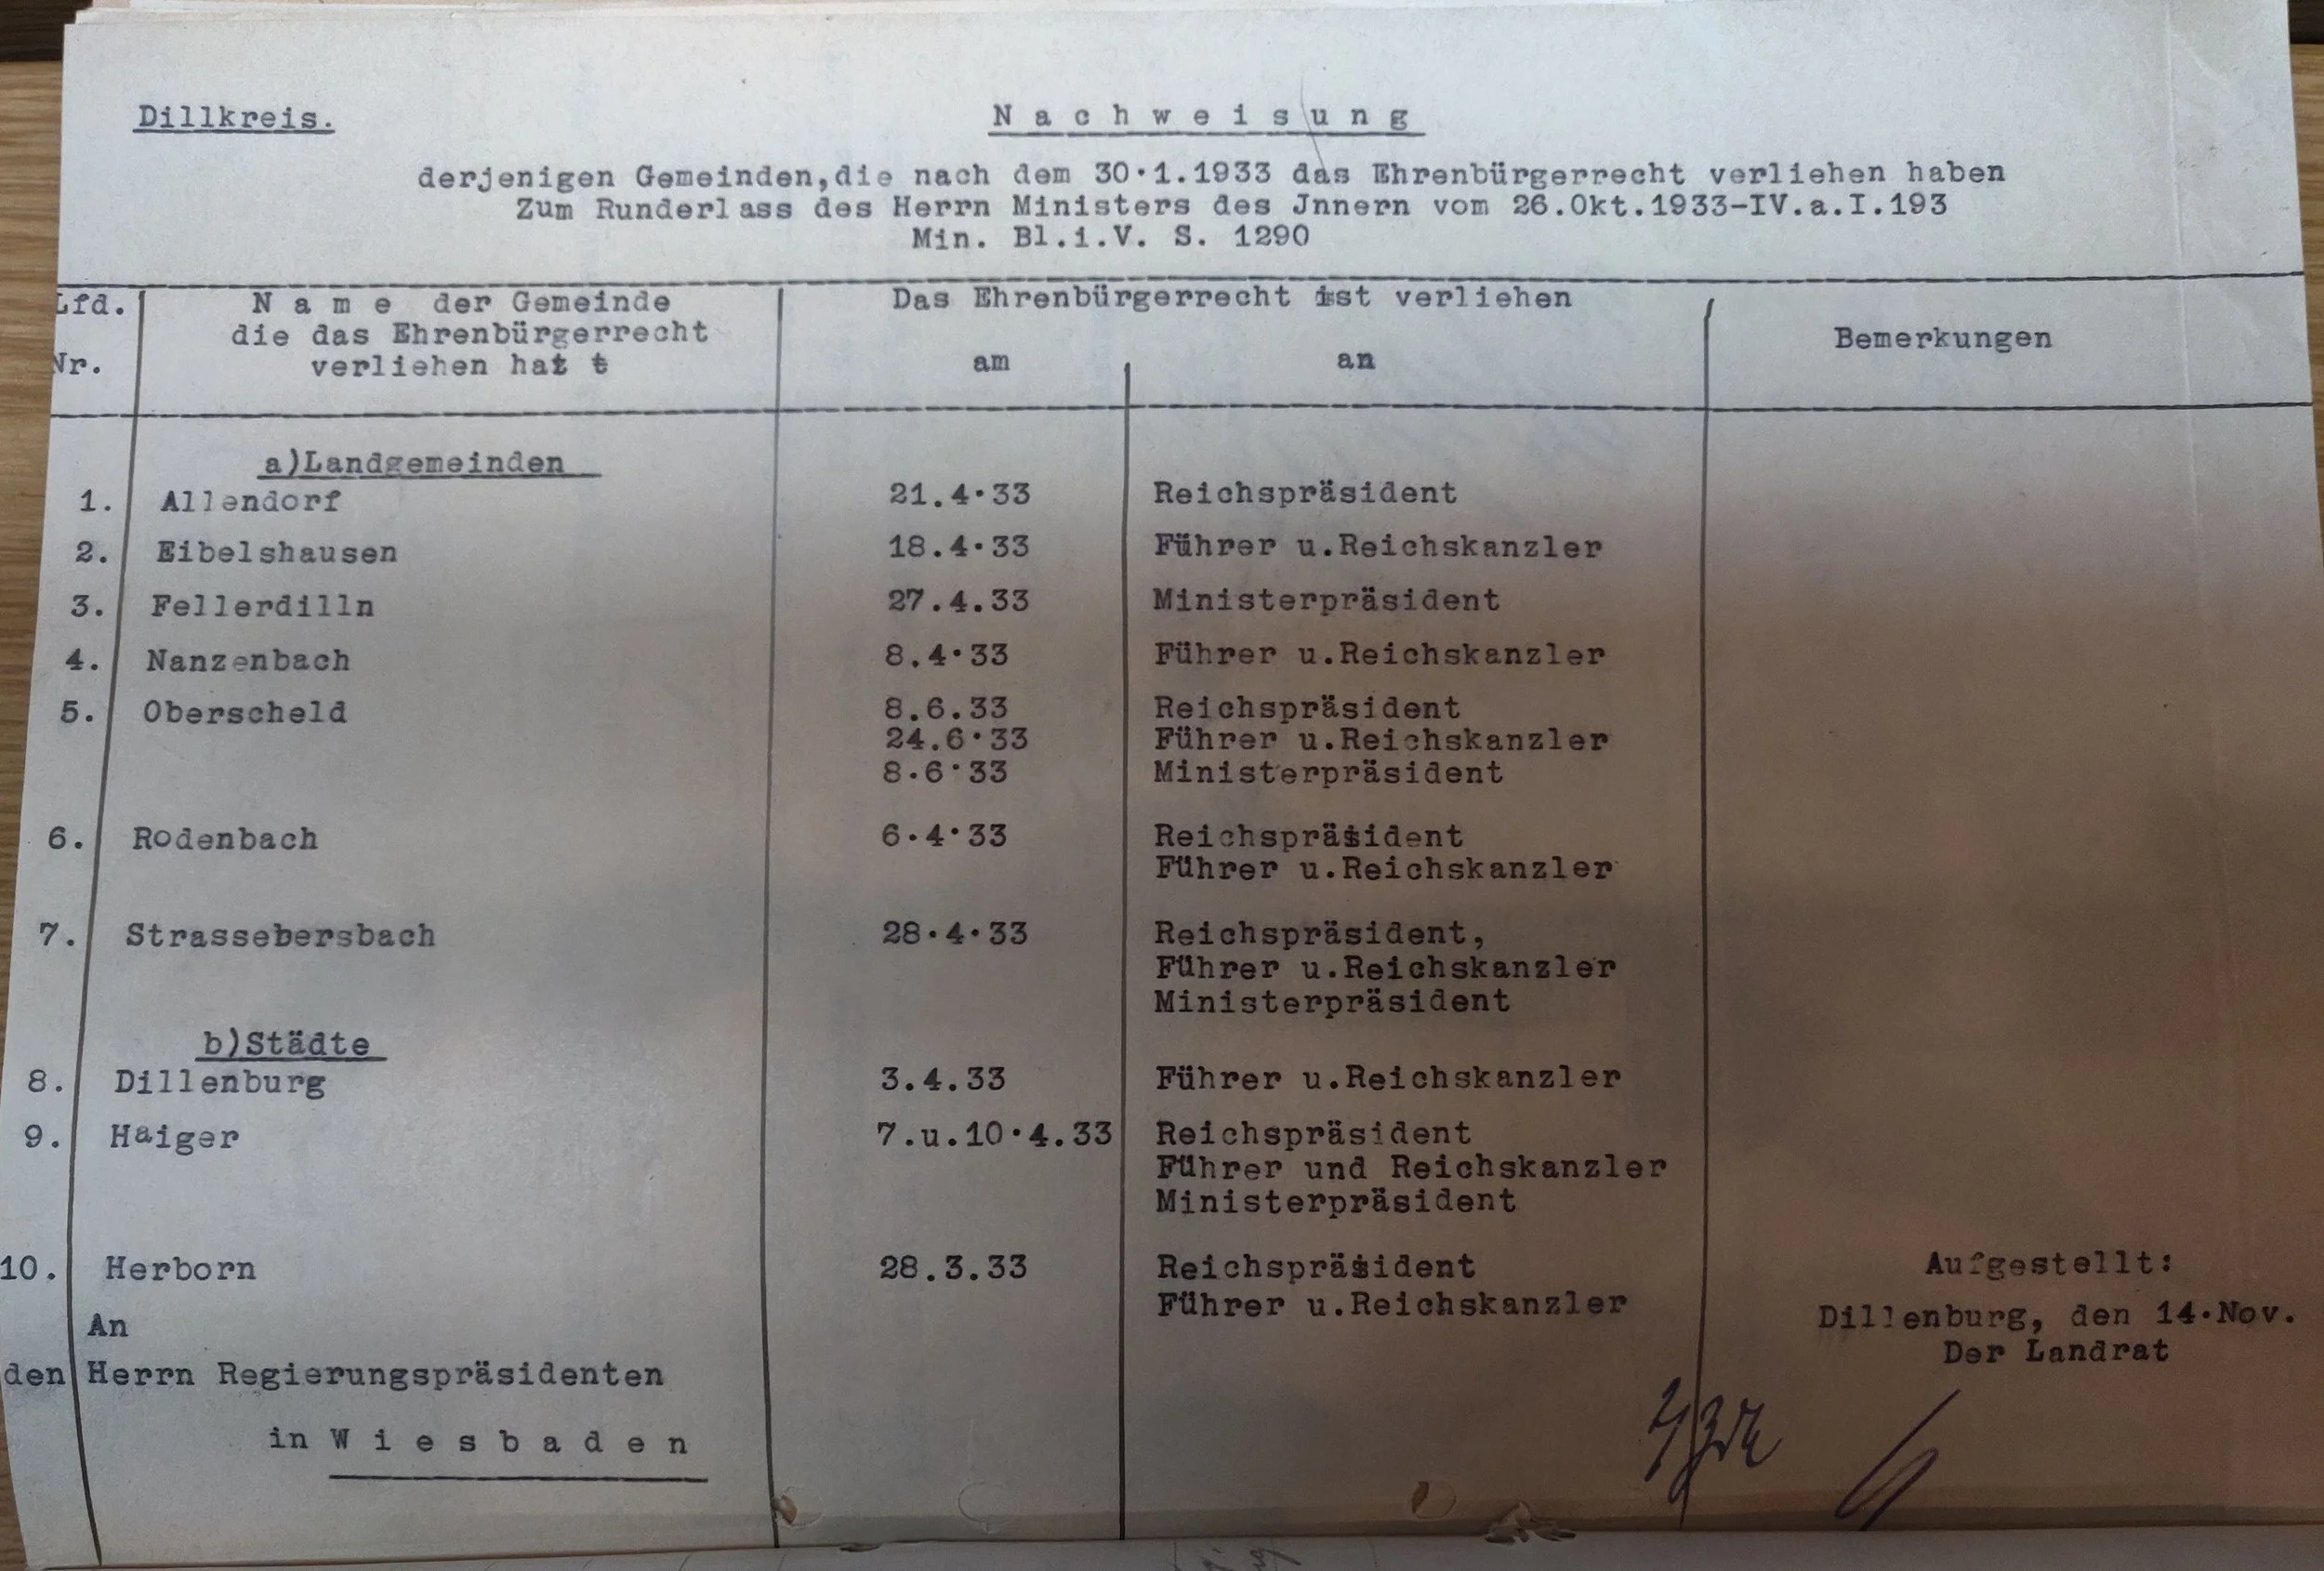 Dillkreis.
Nachweisung
derjenigen Gemeinden,die nach dem 30.1.1933 das Ehrenbürgerrecht verliehen haben
Zum Runderlass des Herrn Ministers des Jnnern vom 26.Okt.1933-IV.a.I.193
Min. Bl.i.V. S. 1290
Lfd. Nr.
Name der Gemeinde
die das Ehrenbürgerrecht
verliehen hat t
Das Ehrenbürgerrecht ist verliehen
am an
Bemerkungen
a)Landgemeinden
1. Allendorf 21.4.33 Reichspräsident
2. Eibelshausen 18.4.33 Führer u.Reichskanzler
3. Fellerdilln 27.4.33 Ministerpräsident
4. Nanzenbach 8.4.33 Führer u.Reichskanzler
5. Oberscheld 8.6.33 Reichspräsident
24.6.33 Führer u.Reichskanzler
8.6.33 Ministerpräsident
6. Rodenbach 6.4.33 Reichspräsident
Führer u.Reichskanzler
7. Strassebersbach 28.4.33 Reichspräsident,
Führer u.Reichskanzler
Ministerpräsident
b)Städte
8. Dillenburg 3.4.33 Führer u.Reichskanzler
9. Haiger 7.u.10.4.33 Reichspräsident
Führer und Reichskanzler
Ministerpräsident
10. Herborn 28.3.33 Reichspräsident
Führer u.Reichskanzler
Aufgestellt:
Dillenburg, den 14.Nov.
Der Landrat
An
den Herrn Regierungspräsidenten
in Wiesbaden